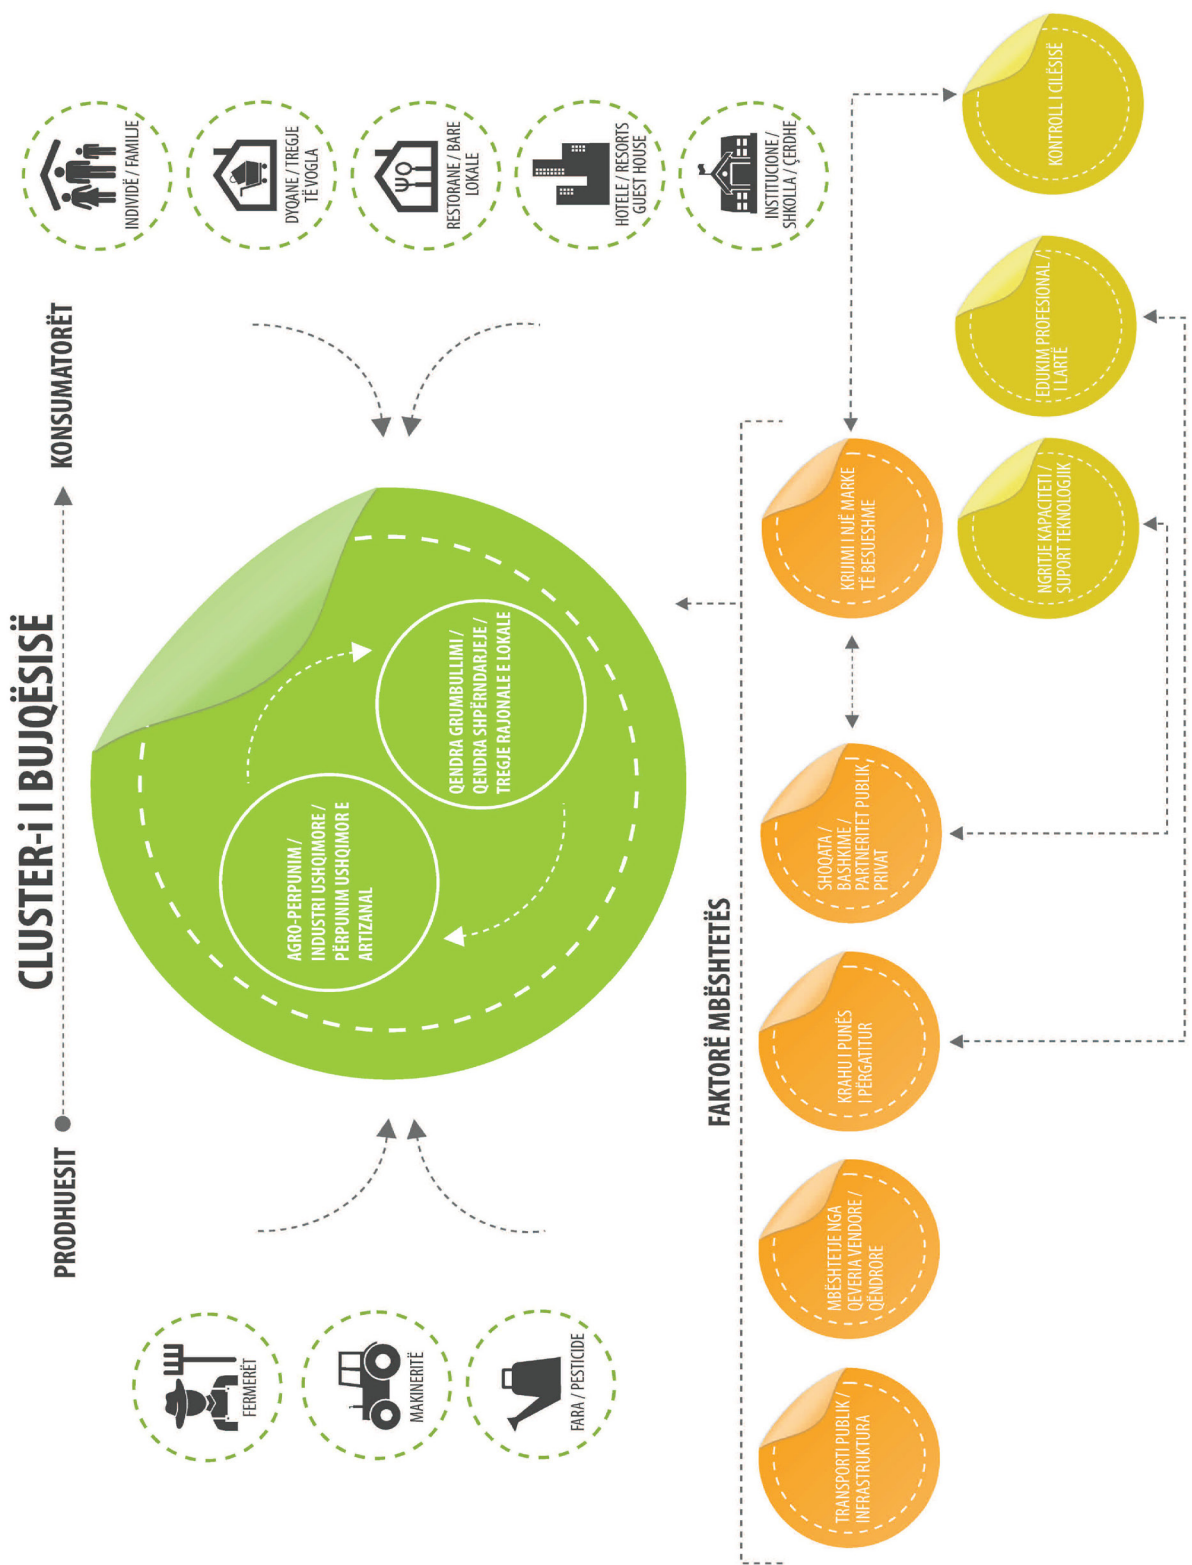 CLUSTER-i I BUJQËSISË
PRODHUESIT
KONSUMATORËT
FERMERËT
MAKINERITË
FARA / PESTICIDE
AGRO-PERPUNIM /
INDUSTRI USHQIMORE /
PËRPUNIM USHQIMOR E
ARTIZANAL
QENDRA GRUMBULLIMI /
QENDRA SHPËRNDARJEJE /
TREGJE RAJONALE E LOKALE
INDIVIDË / FAMILJE
DYQANE / TREGJE
TË VOGLA
RESTORANE / BARE
LOKALE
HOTELE / RESORTS
GUEST HOUSE
INSTITUCIONE /
SHKOLLA / ÇERDHE
FAKTORË MBËSHTETËS
TRANSPORTI PUBLIK /
INFRASTRUKTURA
MBËSHTETJE NGA
QEVERIA VENDORE /
QËNDRORE
KRAHU I PUNËS
I PËRGATITUR
SHOQATA /
BASHKIME /
PARTNERITET PUBLIK
PRIVAT
KRIJIMI I NJË MARKE
TË BESUESHME
NGRITJE KAPACITETI /
SUPORT TEKNOLOGJIK
EDUKIM PROFESIONAL /
I LARTË
KONTROLL I CILËSISË